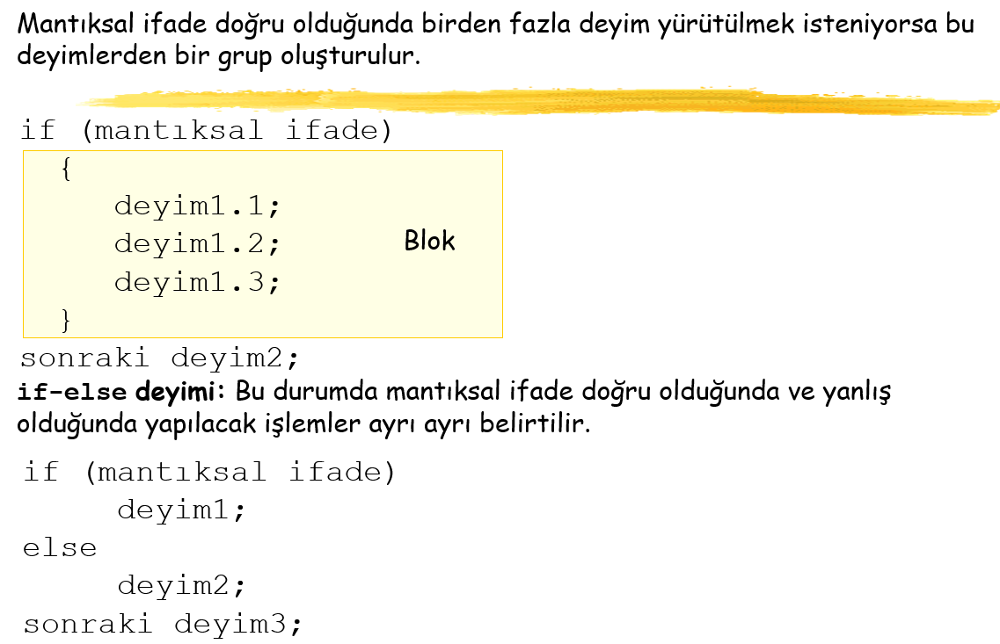 Mantıksal ifade doğru olduğunda birden fazla deyim yürütülmek isteniyorsa bu
deyimlerden bir grup oluşturulur.
if (mantıksal ifade)
{
deyim1.1;
deyim1.2;
Blok
deyim1.3;
}
sonraki deyim2;
if-else deyimi: Bu durumda mantıksal ifade doğru olduğunda ve yanlış
olduğunda yapılacak işlemler ayrı ayrı belirtilir.
if (mantıksal ifade)
deyim1;
else
deyim2;
sonraki deyim3;